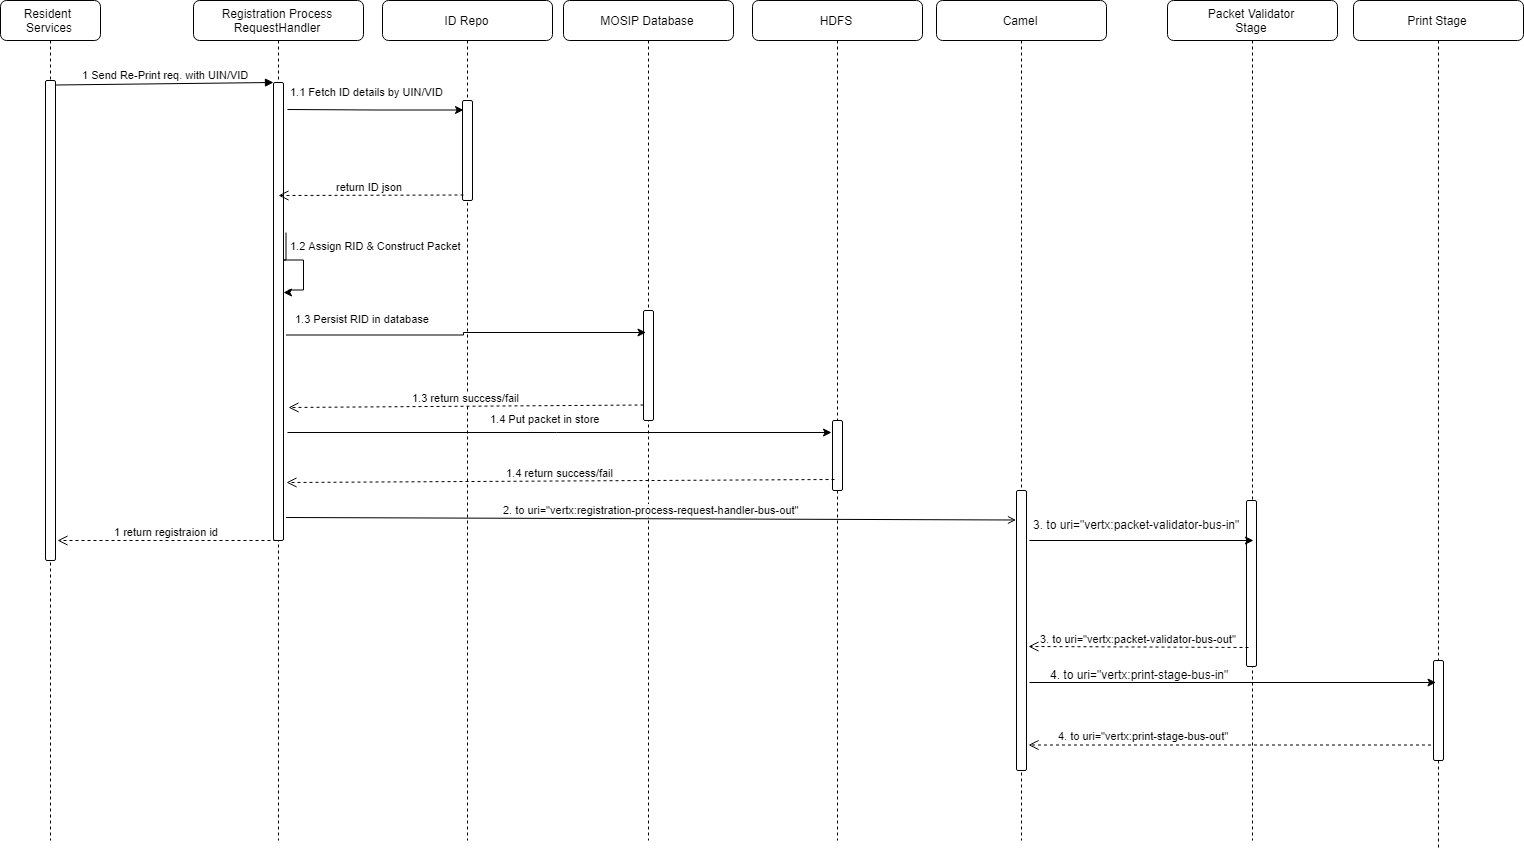 Resident
Services
Registration Process
RequestHandler
ID Repo
MOSIP Database
HDFS
Camel
Packet Validator
Stage
Print Stage
1 Send Re-Print req. with UIN/VID
1.1 Fetch ID details by UIN/VID
return ID json
1.2 Assign RID & Construct Packet
1.3 Persist RID in database
1.3 return success/fail
1.4 Put packet in store
1.4 return success/fail
2. to uri="vertx:registration-process-request-handler-bus-out"
1 return registraion id
3. to uri="vertx:packet-validator-bus-in"
3. to uri="vertx:packet-validator-bus-out"
4. to uri="vertx:print-stage-bus-in"
4. to uri="vertx:print-stage-bus-out"